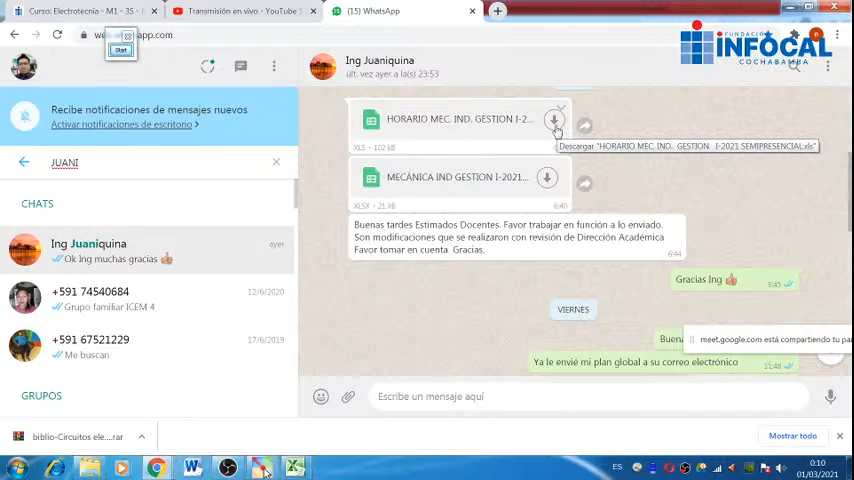 Curso: Electrotecnia - M1 - 3S -
Transmisión en vivo - YouTube S
(15) WhatsApp
Start
FUNDACIÓN
INFOCAL
COCHABAMBA
Ing Juaniquina
últ. vez ayer a la(s) 23:53
Recibe notificaciones de mensajes nuevos
Activar notificaciones de escritorio >
JUANI
CHATS
Ing Juaniquina
ayer
Ok Ing muchas gracias
+591 74540684
12/6/2020
Grupo familiar ICEM 4
+591 67521229
17/6/2019
Me buscan
GRUPOS
HORARIO MEC. IND. GESTION I-2...
XLS • 102 kB
Descargar "HORARIO MEC. IND. GESTION I-2021 SEMIPRESENCIAL.xls"
MECÁNICA IND GESTION I-2021...
XLSX • 21 kB
6:40
Buenas tardes Estimados Docentes. Favor trabajar en función a lo enviado.
Son modificaciones que se realizaron con revisión de Dirección Académica
Favor tomar en cuenta. Gracias.
6:44
Gracias Ing
6:45
VIERNES
Buena
meet.google.com está compartiendo tu pa
Ya le envié mi plan global a su correo electrónico
11:48
Escribe un mensaje aquí
biblio-Circuitos ele....rar
Mostrar todo
ES
0:10
01/03/2021